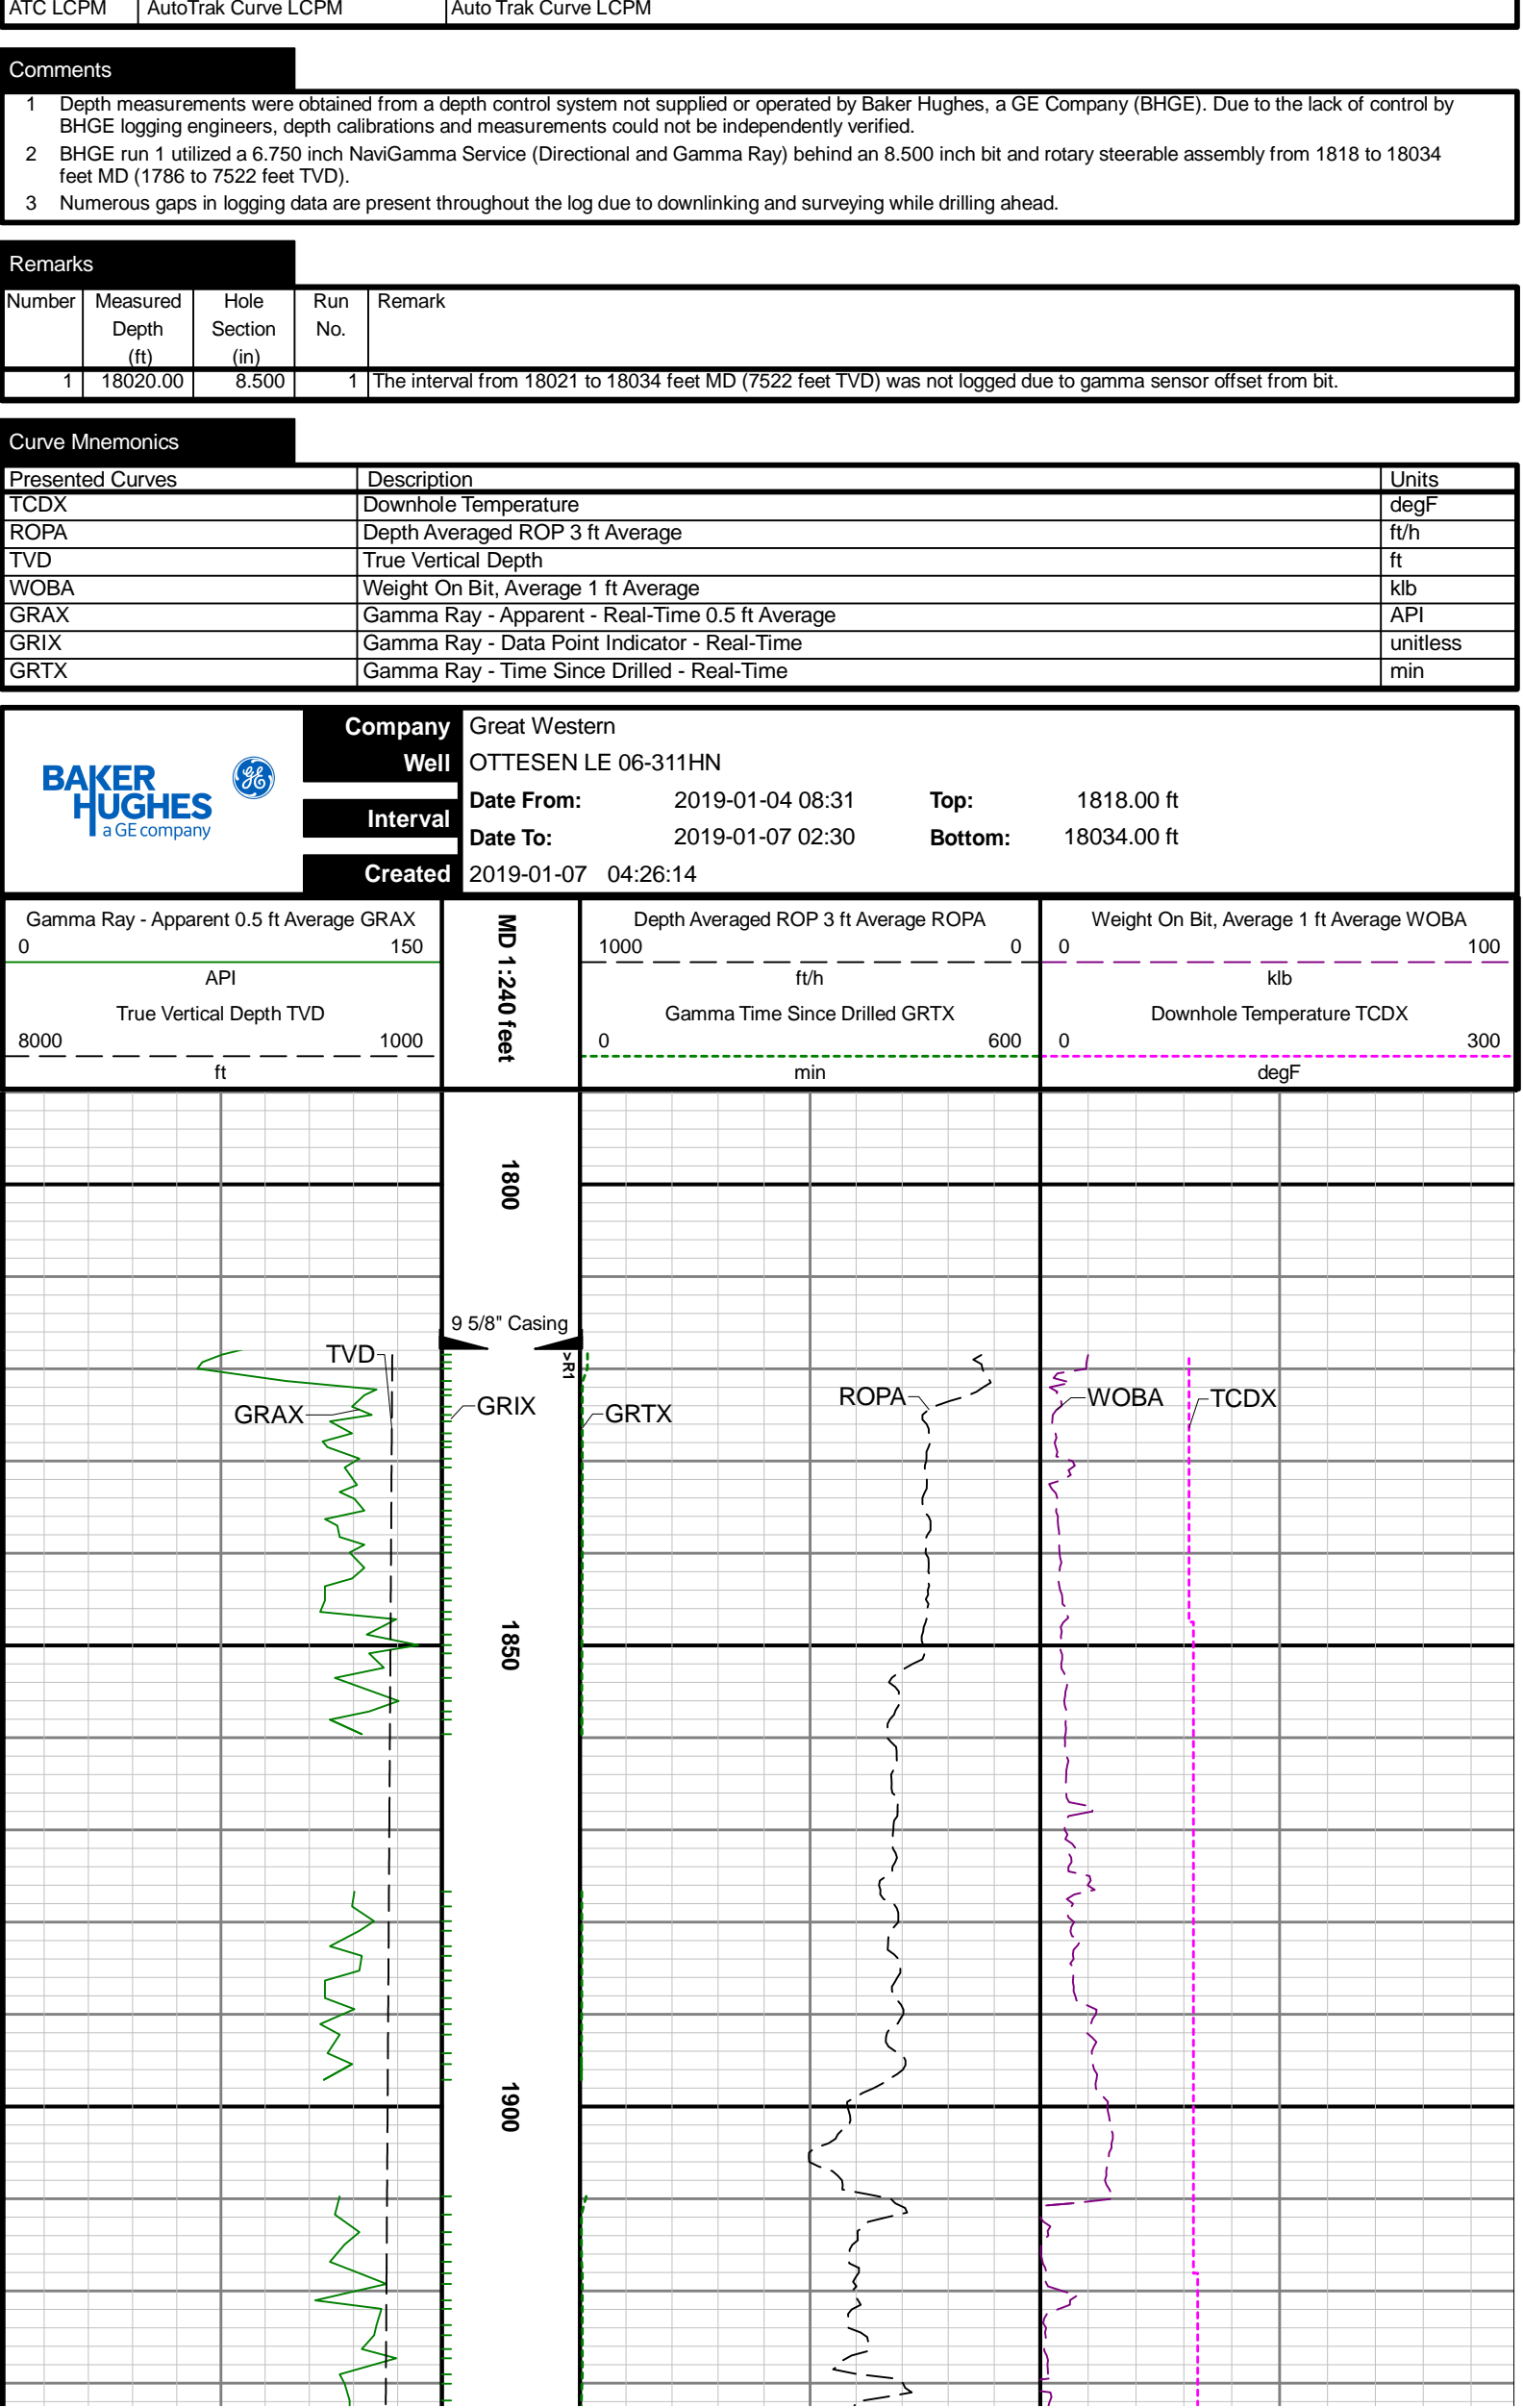 ATC LCPM AutoTrak Curve LCPM Auto Trak Curve LCPM
Comments
1 Depth measurements were obtained from a depth control system not supplied or operated by Baker Hughes, a GE Company (BHGE). Due to the lack of control by
BHGE logging engineers, depth calibrations and measurements could not be independently verified.
2 BHGE run 1 utilized a 6.750 inch NaviGamma Service (Directional and Gamma Ray) behind an 8.500 inch bit and rotary steerable assembly from 1818 to 18034
feet MD (1786 to 7522 feet TVD).
3 Numerous gaps in logging data are present throughout the log due to downlinking and surveying while drilling ahead.
Remarks
Number Measured Hole Run Remark
Depth Section No.
(ft) (in)
1 18020.00 8.500 1 The interval from 18021 to 18034 feet MD (7522 feet TVD) was not logged due to gamma sensor offset from bit.
Curve Mnemonics
Presented Curves Description Units
TCDX Downhole Temperature degF
ROPA Depth Averaged ROP 3 ft Average ft/h
TVD True Vertical Depth ft
WOBA Weight On Bit, Average 1 ft Average klb
GRAX Gamma Ray - Apparent - Real-Time 0.5 ft Average API
GRIX Gamma Ray - Data Point Indicator - Real-Time unitless
GRTX Gamma Ray - Time Since Drilled - Real-Time min
BAKER
HUGHES
a GE company
GE
Company Great Western
Well OTTESEN LE 06-311HN
Interval
Date From: 2019-01-04 08:31 Top: 1818.00 ft
Date To: 2019-01-07 02:30 Bottom: 18034.00 ft
Created 2019-01-07 04:26:14
Gamma Ray - Apparent 0.5 ft Average GRAX
0 150
API
True Vertical Depth TVD
8000 1000
ft
MD 1:240 feet
Depth Averaged ROP 3 ft Average ROPA
1000 0
ft/h
Gamma Time Since Drilled GRTX
0 600
min
Weight On Bit, Average 1 ft Average WOBA
0 100
klb
Downhole Temperature TCDX
0 300
degF
1800
9 5/8" Casing
>R1
TVD
GRAX
GRIX
GRTX
ROPA
WOBA
TCDX
1850
1900